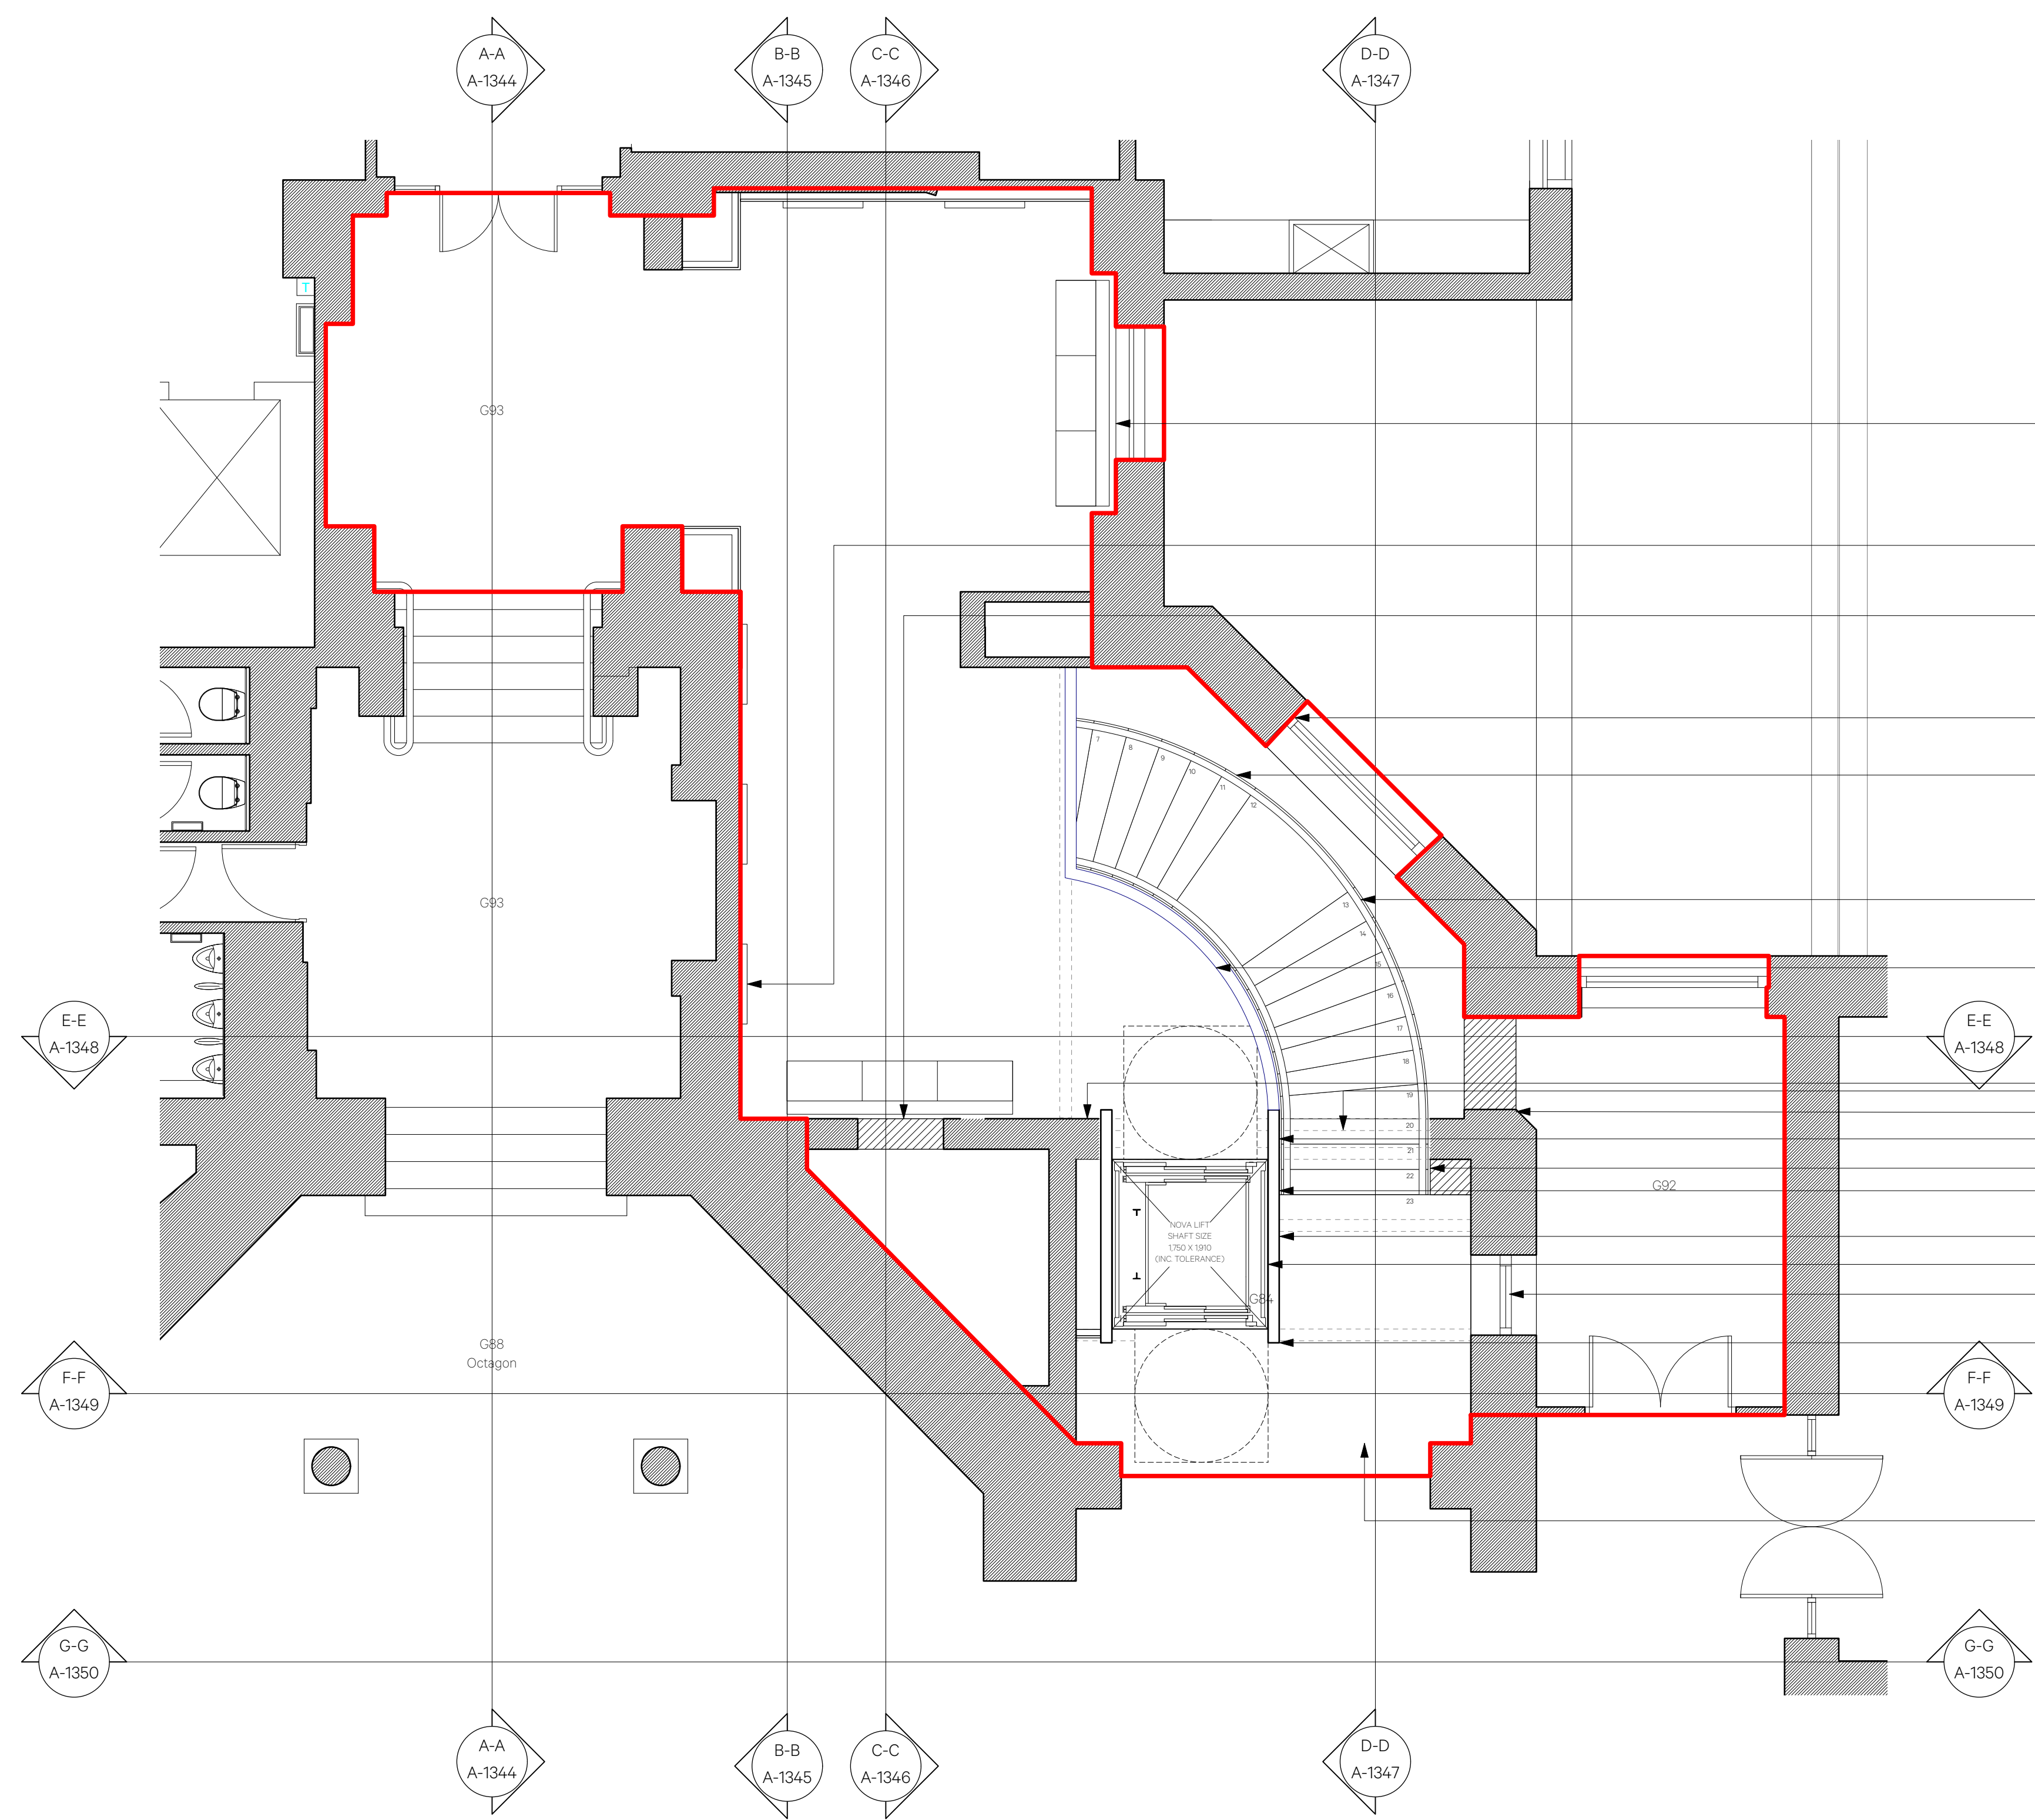 A-A
A-1344
B-B
A-1345
C-C
A-1346
D-D
A-1347
T
G93
7
8
9
10
11
12
G93
13
14
15
16
17
18
19
20
21
22
23
E-E
A-1348
E-E
A-1348
G92
NOVA LIFT
SHAFT SIZE
1,750 X 1,910
(INC. TOLERANCE)
G84
G88
Octagon
F-F
A-1349
F-F
A-1349
G-G
A-1350
G-G
A-1350
A-A
A-1344
B-B
A-1345
C-C
A-1346
D-D
A-1347